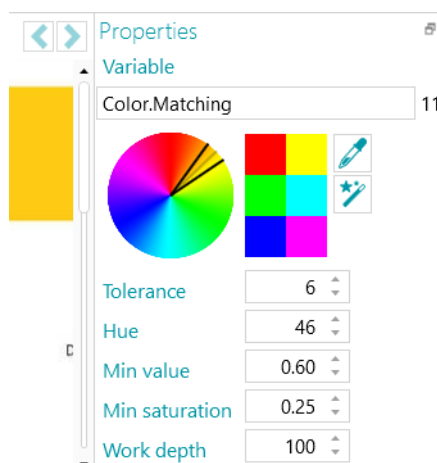 Properties
Variable
Color.Matching 11
Tolerance 6
Hue 46
Min value 0.60
Min saturation 0.25
D
Work depth 100